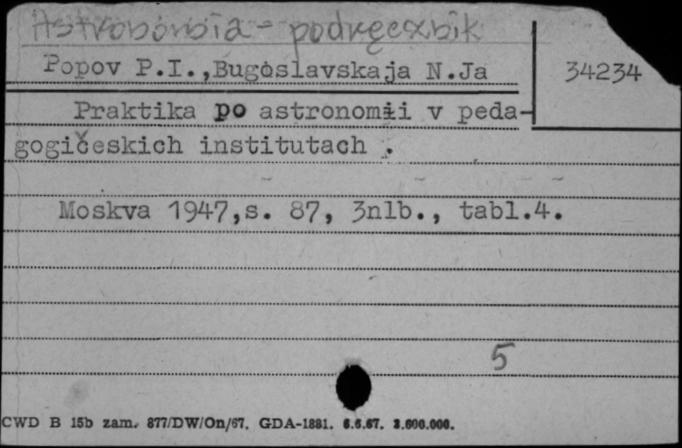 Astronomia - podręcznik
Popov P.I., Bugoslavskaja N.Ja
34234
Praktika po astronomii v peda-
gogičeskich institutach .
Moskva 1947,s. 87, 3nlb., tabl.4.
5
CWD B 15b zam. 877/DW/On/67. GDA-1881. 6.6.67. 2.600.000.